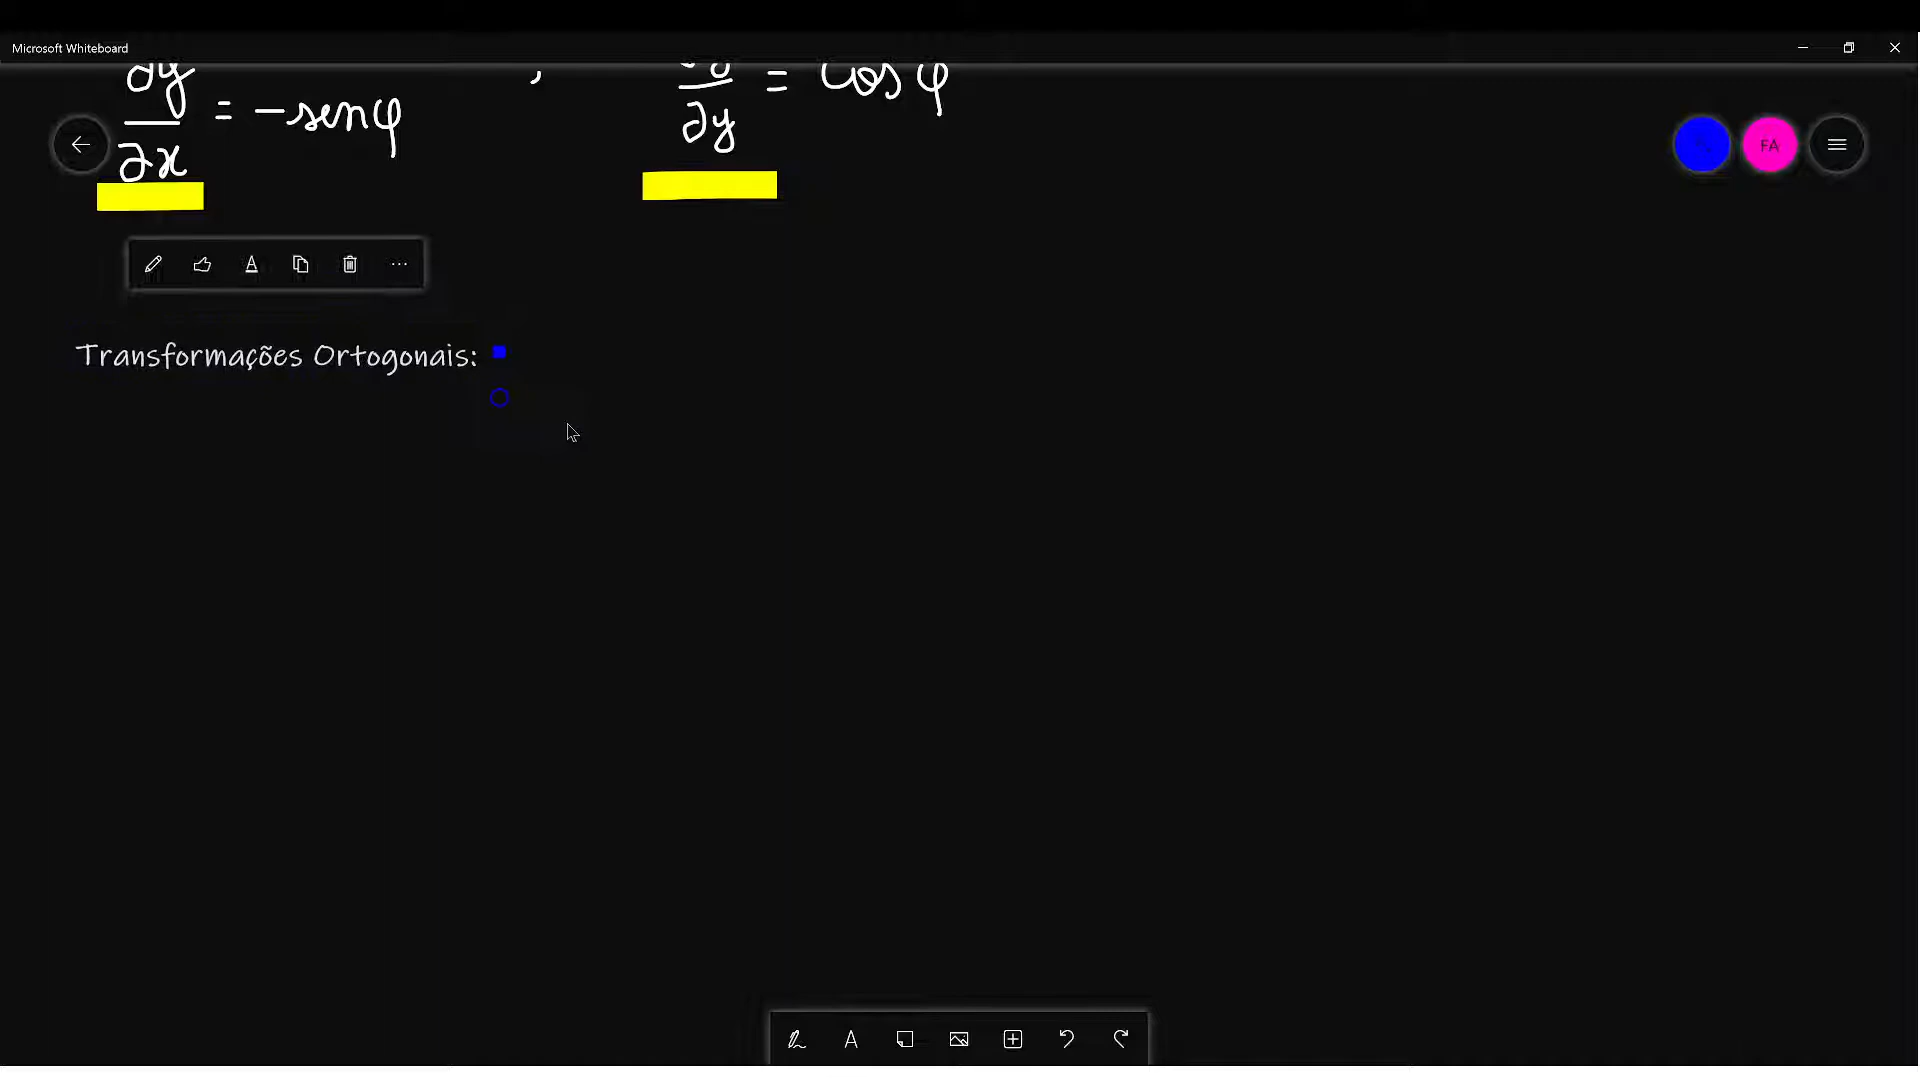 Microsoft Whiteboard
∂y/∂x = -senφ , ∂y/∂y = cosφ
FA
Transformações Ortogonais: